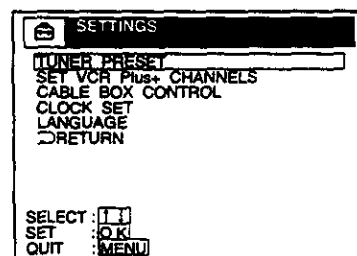 SETTINGS
TUNER PRESET
SET VCR Plus+ CHANNELS
CABLE BOX CONTROL
CLOCK SET
LANGUAGE
⊃RETURN
SELECT : ↑ ↓
SET : OK
QUIT : MENU